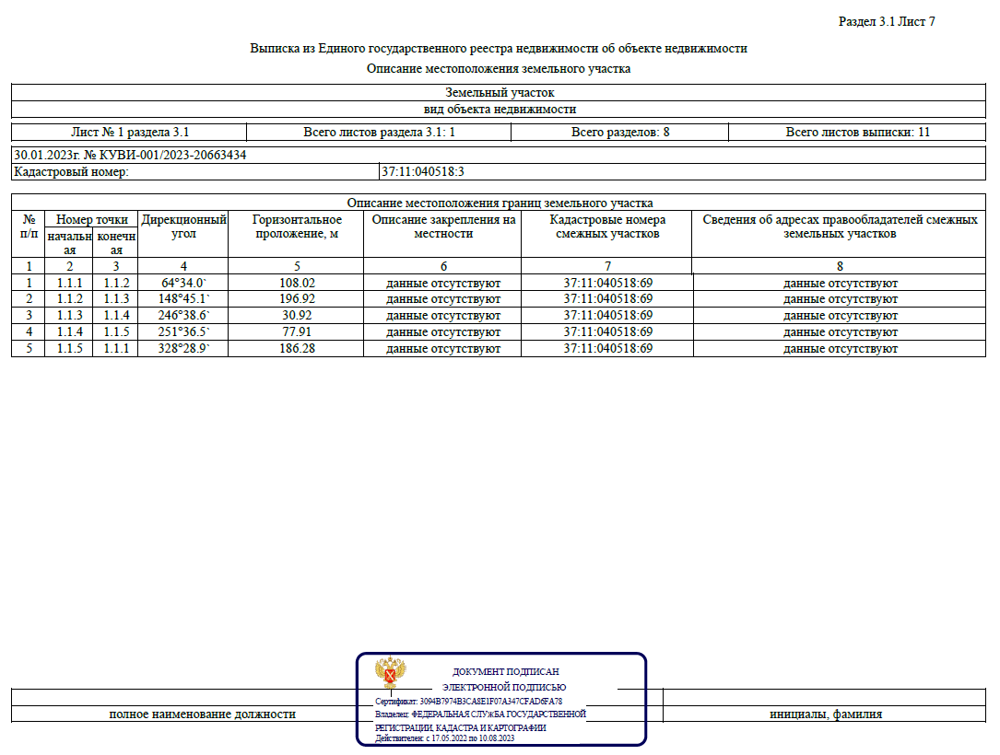 Раздел 3.1 Лист 7
Выписка из Единого государственного реестра недвижимости об объекте недвижимости
Описание местоположения земельного участка
Земельный участок
вид объекта недвижимости
Лист № 1 раздела 3.1 Всего листов раздела 3.1: 1 Всего разделов: 8 Всего листов выписки: 11
30.01.2023г. № КУВИ-001/2023-20663434
Кадастровый номер: 37:11:040518:3
Описание местоположения границ земельного участка
№ п/п Номер точки Дирекционный угол Горизонтальное проложение, м Описание закрепления на местности Кадастровые номера смежных участков Сведения об адресах правообладателей смежных земельных участков
начальная конечная
1 2 3 4 5 6 7 8
1 1.1.1 1.1.2 64°34.0` 108.02 данные отсутствуют 37:11:040518:69 данные отсутствуют
2 1.1.2 1.1.3 148°45.1` 196.92 данные отсутствуют 37:11:040518:69 данные отсутствуют
3 1.1.3 1.1.4 246°38.6` 30.92 данные отсутствуют 37:11:040518:69 данные отсутствуют
4 1.1.4 1.1.5 251°36.5` 77.91 данные отсутствуют 37:11:040518:69 данные отсутствуют
5 1.1.5 1.1.1 328°28.9` 186.28 данные отсутствуют 37:11:040518:69 данные отсутствуют
ДОКУМЕНТ ПОДПИСАН
ЭЛЕКТРОННОЙ ПОДПИСЬЮ
Сертификат: 3094B7974B3CA8E1F07A347CFAD6FA78
Владелец: ФЕДЕРАЛЬНАЯ СЛУЖБА ГОСУДАРСТВЕННОЙ
РЕГИСТРАЦИИ, КАДАСТРА И КАРТОГРАФИИ
Действителен: с 17.05.2022 по 10.08.2023
полное наименование должности инициалы, фамилия